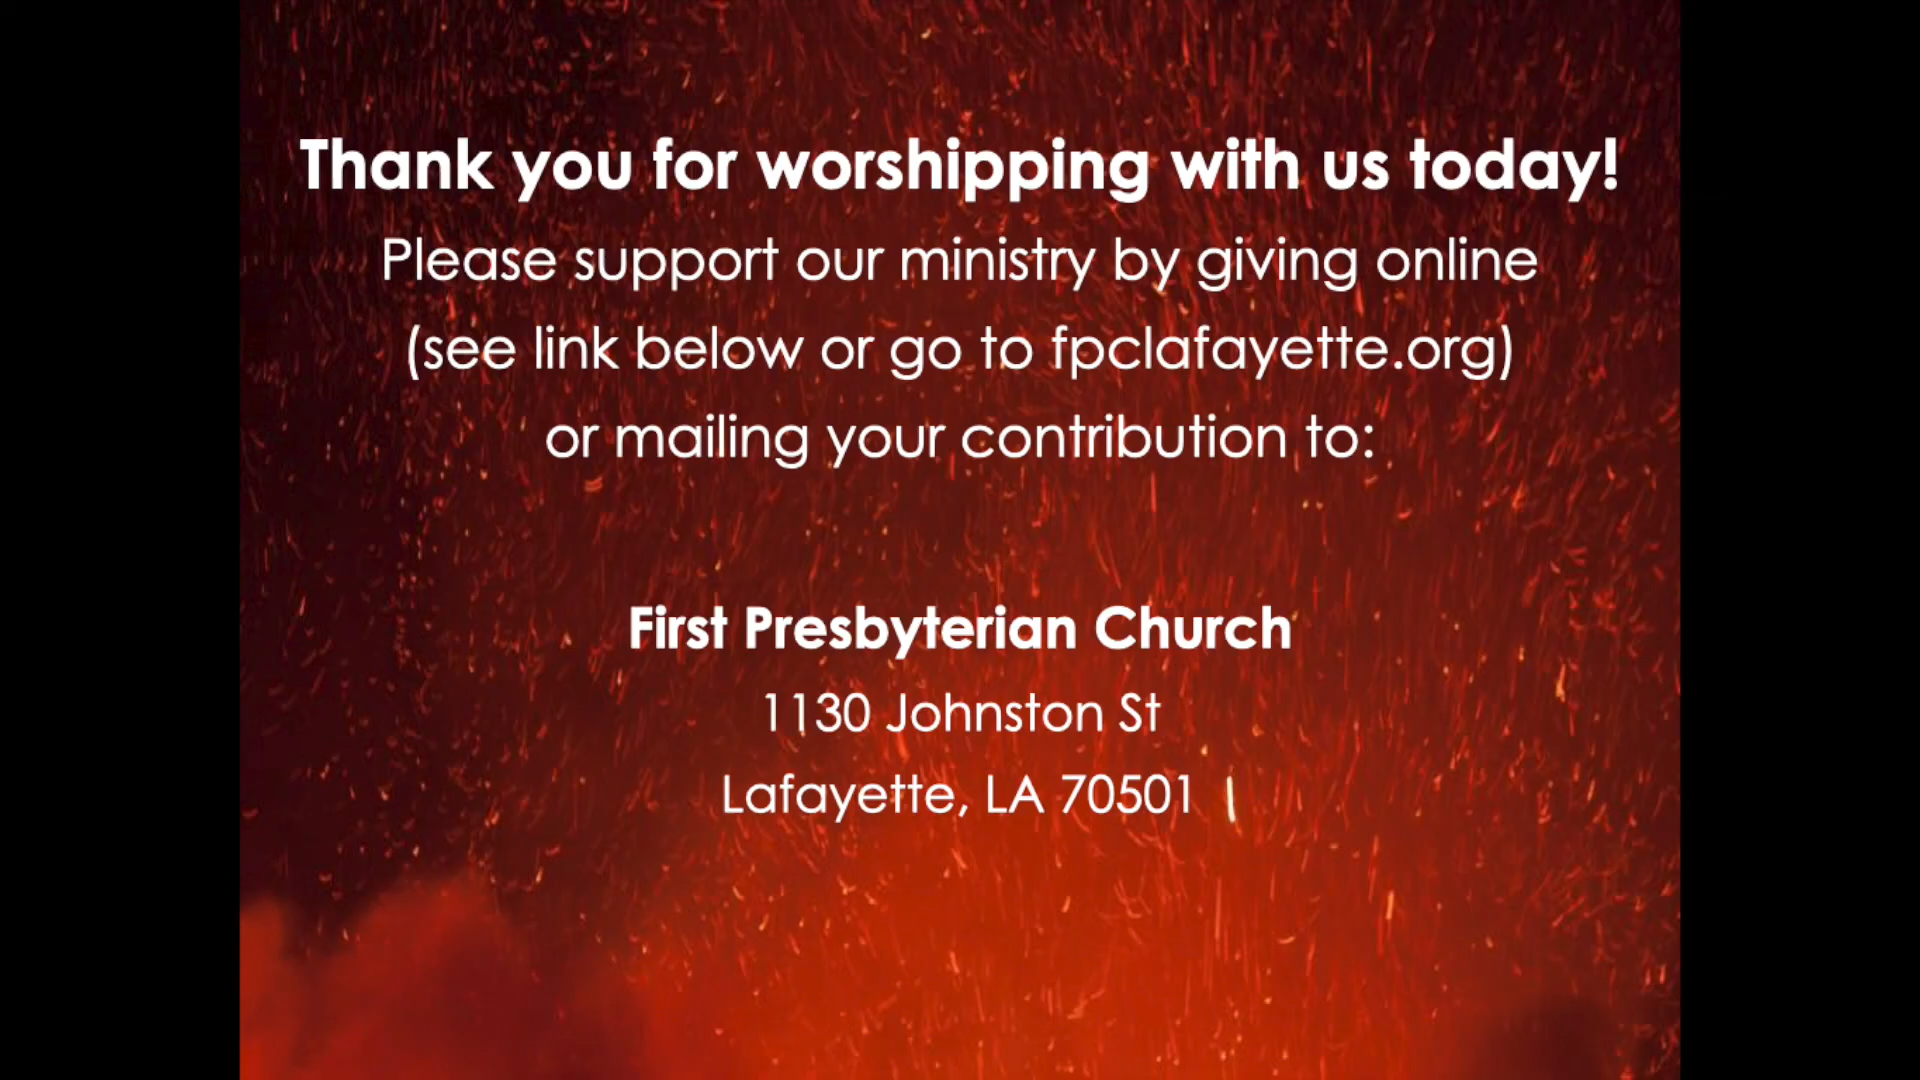 Thank you for worshipping with us today!
Please support our ministry by giving online
(see link below or go to fpclafayette.org)
or mailing your contribution to:
First Presbyterian Church
1130 Johnston St
Lafayette, LA 70501